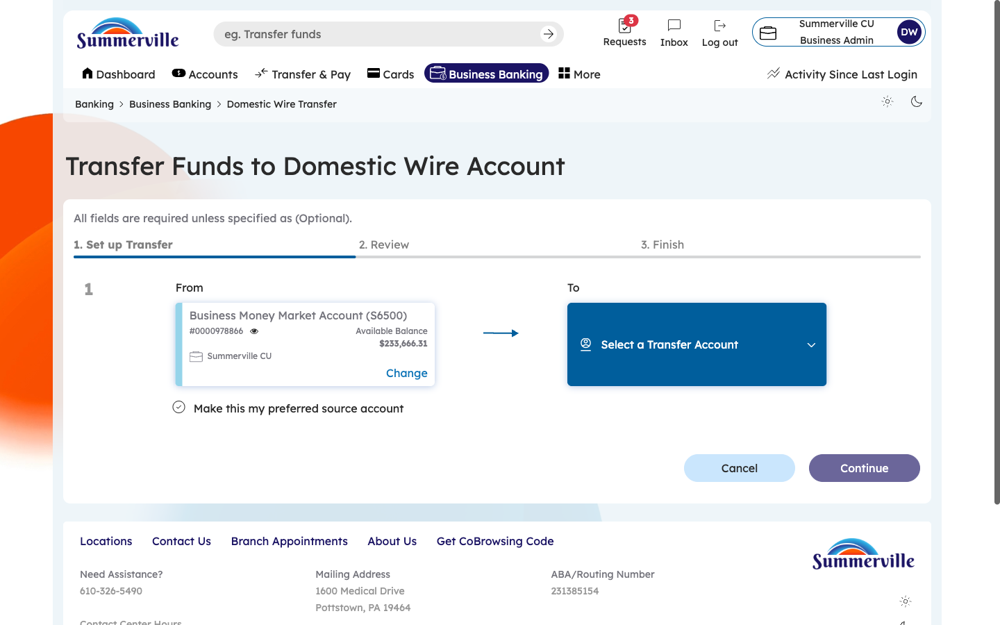 Summerville
eg. Transfer funds
3
Requests
Inbox
Log out
Summerville CU
Business Admin
DW
Dashboard
Accounts
Transfer & Pay
Cards
Business Banking
More
Activity Since Last Login
Banking > Business Banking > Domestic Wire Transfer
Transfer Funds to Domestic Wire Account
All fields are required unless specified as (Optional).
1. Set up Transfer
2. Review
3. Finish
1
From
To
Business Money Market Account (S6500)
#0000978866
Available Balance
$233,666.31
Summerville CU
Change
Select a Transfer Account
Make this my preferred source account
Cancel
Continue
Locations
Contact Us
Branch Appointments
About Us
Get CoBrowsing Code
Summerville
Need Assistance?
610-326-5490
Mailing Address
1600 Medical Drive
Pottstown, PA 19464
ABA/Routing Number
231385154
Contact Center Hours